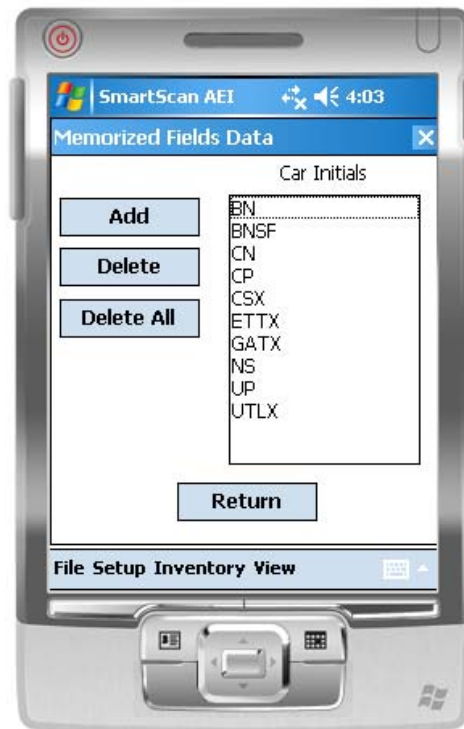 SmartScan AEI 4:03
Memorized Fields Data
Car Initials
Add
Delete
Delete All
BN
BNSF
CN
CP
CSX
ETTX
GATX
NS
UP
UTLX
Return
File Setup Inventory View